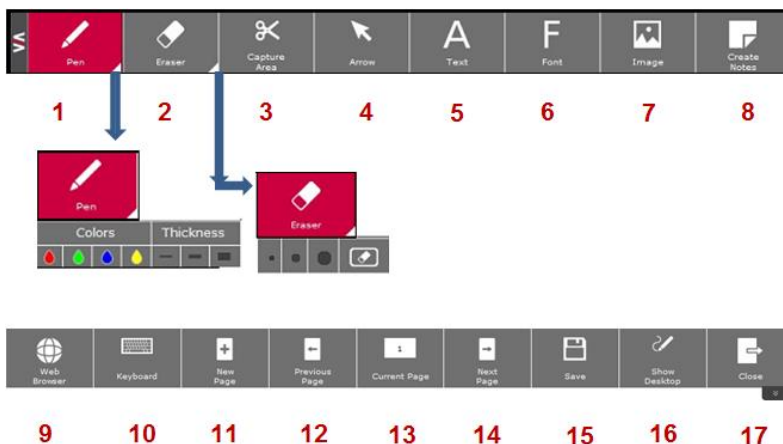 Pen
Eraser
Capture
Area
Arrow
A
Text
F
Font
Image
Create
Notes
1 2 3 4 5 6 7 8
Pen
Colors Thickness
Eraser
Web
Browser
Keyboard
New
Page
Previous
Page
1
Current Page
Next
Page
Save
Show
Desktop
Close
9 10 11 12 13 14 15 16 17